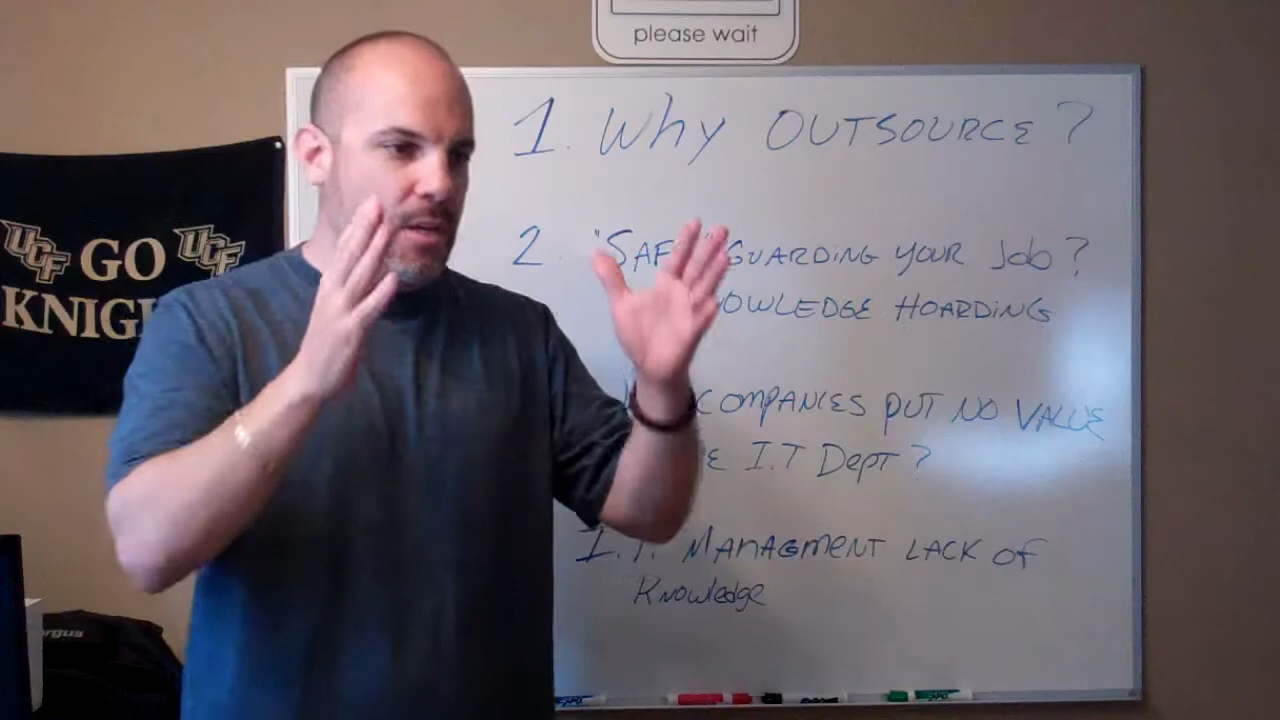 please wait
1. Why OUTSOURCE?
2 "SAF" GUARDING YOUR Job?
OWLEDGE HOARDING
COMPANIES PUT NO VALUE
E I.T Dept?
I.T. MANAGMENT LACK OF
Knowledge
UCF GO UCF
KNIG
rgus